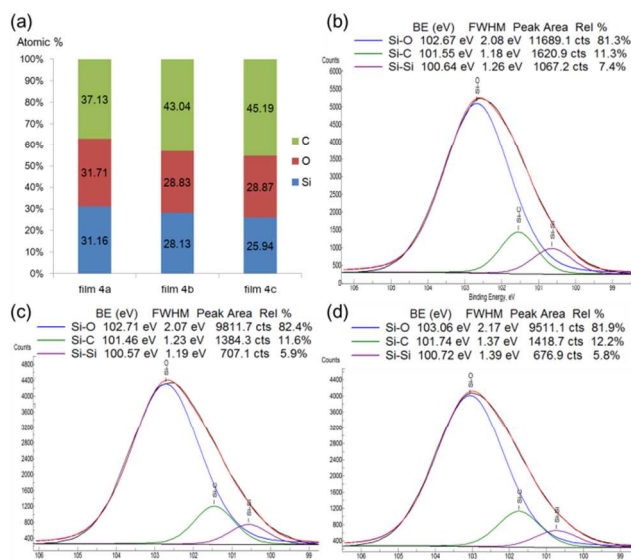 (a)
Atomic %
100%
90%
80%
70%
60%
50%
40%
30%
20%
10%
0%
37.13
43.04
45.19
31.71
28.83
28.87
31.16
28.13
25.94
film 4a
film 4b
film 4c
C
O
Si
(b)
BE (eV) FWHM Peak Area Rel %
Si-O 102.67 eV 2.08 eV 11689.1 cts 81.3%
Si-C 101.55 eV 1.18 eV 1620.9 cts 11.3%
Si-Si 100.64 eV 1.26 eV 1067.2 cts 7.4%
Counts
6000
5500
5000
4500
4000
3500
3000
2500
2000
1500
1000
500
0
Si-O
Si-C
Si-Si
106 105 104 103 102 101 100 99
Binding Energy, eV
(c)
BE (eV) FWHM Peak Area Rel %
Si-O 102.71 eV 2.07 eV 9811.7 cts 82.4%
Si-C 101.46 eV 1.23 eV 1384.3 cts 11.6%
Si-Si 100.57 eV 1.19 eV 707.1 cts 5.9%
Counts
4800
4400
4000
3600
3200
2800
2400
2000
1600
1200
800
400
Si-O
Si-C
Si-Si
106 105 104 103 102 101 100 99
(d)
BE (eV) FWHM Peak Area Rel %
Si-O 103.06 eV 2.17 eV 9511.1 cts 81.9%
Si-C 101.74 eV 1.37 eV 1418.7 cts 12.2%
Si-Si 100.72 eV 1.39 eV 676.9 cts 5.8%
Counts
4800
4400
4000
3600
3200
2800
2400
2000
1600
1200
800
400
Si-O
Si-C
Si-Si
106 105 104 103 102 101 100 99